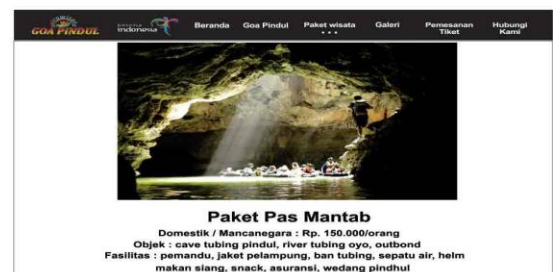 GOA PINDUL
pesona
indonesia
Beranda
Goa Pindul
Paket wisata
Galeri
Pemesanan
Tiket
Hubungi
Kami
Paket Pas Mantab
Domestik / Mancanegara : Rp. 150.000/orang
Objek : cave tubing pindul, river tubing oyo, outbond
Fasilitas : pemandu, jaket pelampung, ban tubing, sepatu air, helm
makan siang, snack, asuransi, wedang pindhul